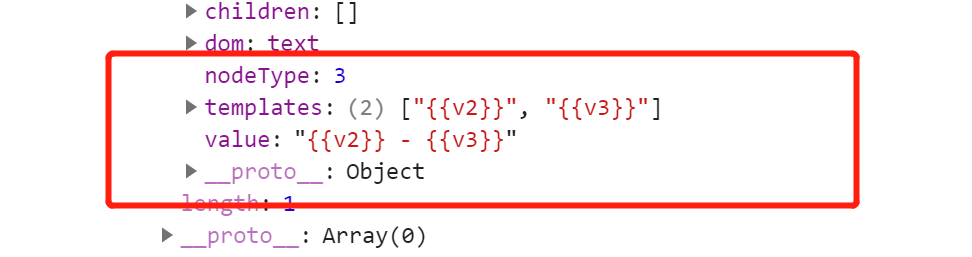 children: []
dom: text
nodeType: 3
templates: (2) ["{{v2}}", "{{v3}}"]
value: "{{v2}} - {{v3}}"
__proto__: Object
length: 1
__proto__: Array(0)